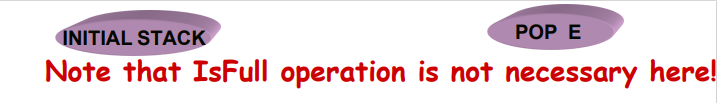 INITIAL STACK
POP E
Note that IsFull operation is not necessary here!